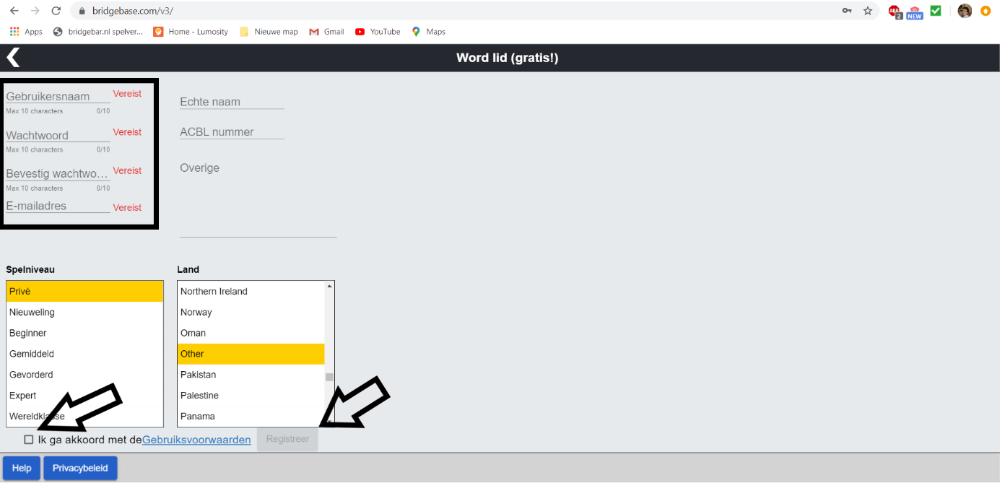 bridgebase.com/v3/
ABP 2 NEW
Apps bridgebar.nl spelver... Home - Lumosity Nieuwe map Gmail YouTube Maps
Word lid (gratis!)
Gebruikersnaam Vereist
Max 10 characters 0/10
Wachtwoord Vereist
Max 10 characters 0/10
Bevestig wachtwo... Vereist
Max 10 characters 0/10
E-mailadres Vereist
Echte naam
ACBL nummer
Overige
Spelniveau
Privé
Nieuweling
Beginner
Gemiddeld
Gevorderd
Expert
Wereldklasse
Land
Northern Ireland
Norway
Oman
Other
Pakistan
Palestine
Panama
Ik ga akkoord met deGebruiksvoorwaarden Registreer
Help Privacybeleid